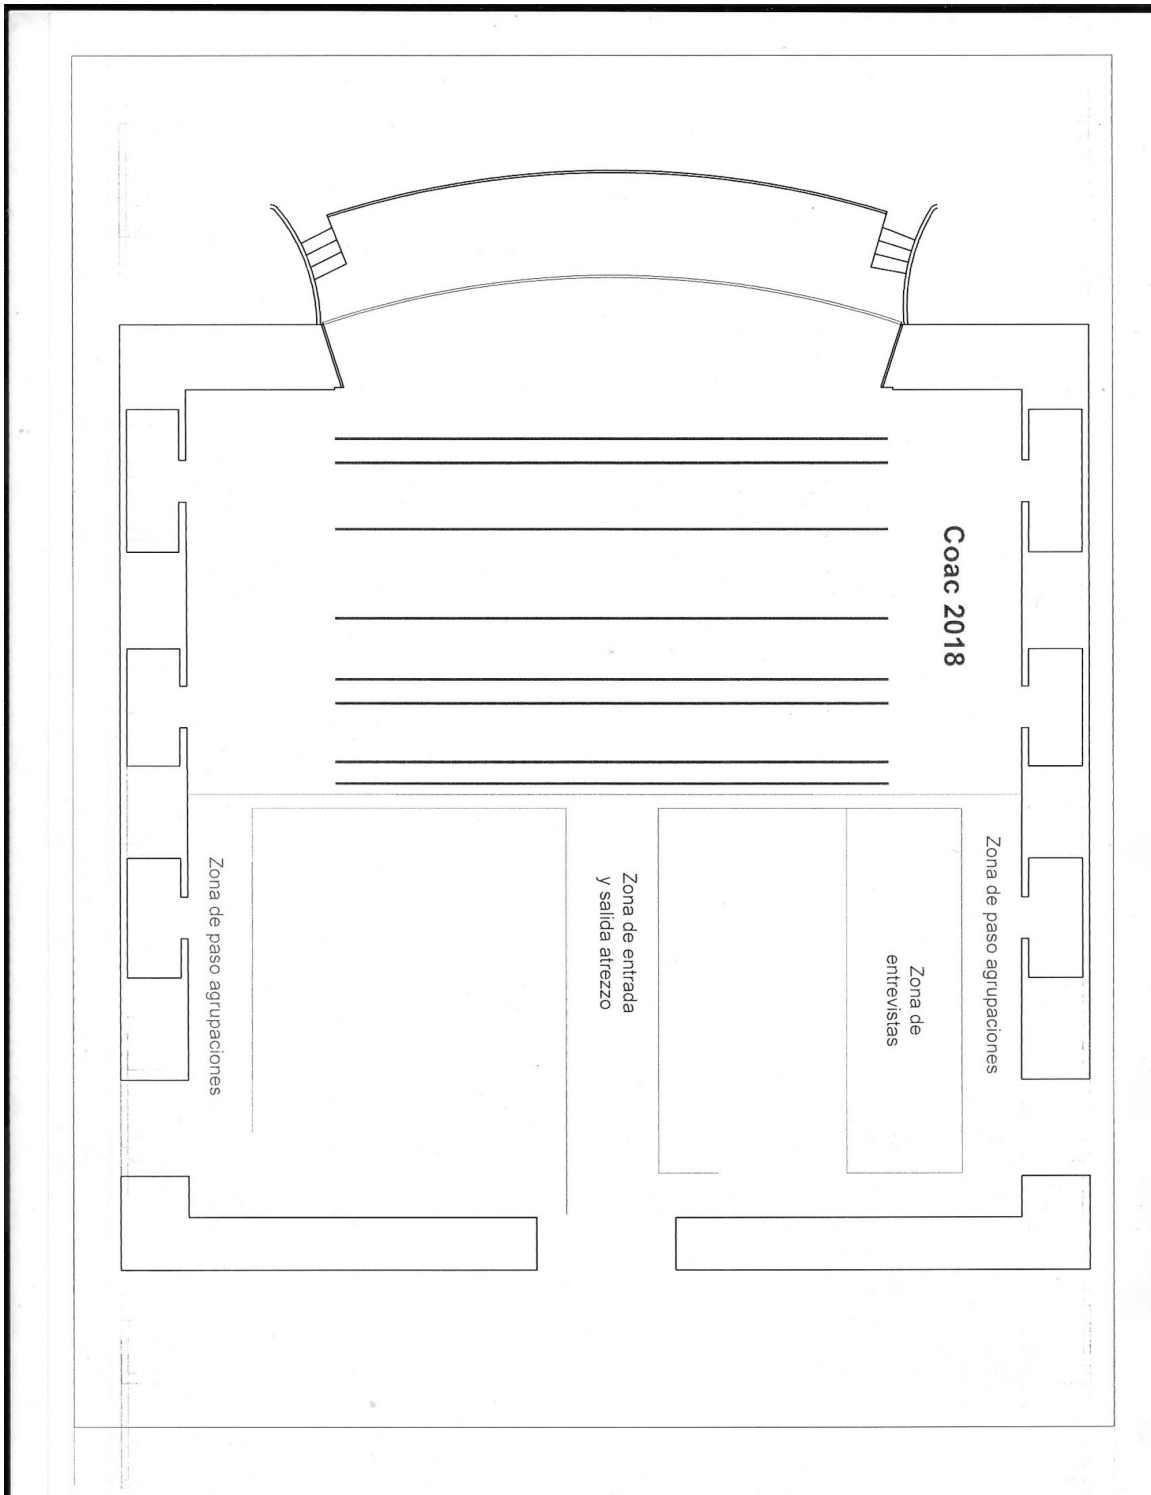 Coac 2018
Zona de paso agrupaciones
Zona de
entrevistas
Zona de entrada
y salida atrezzo
Zona de paso agrupaciones